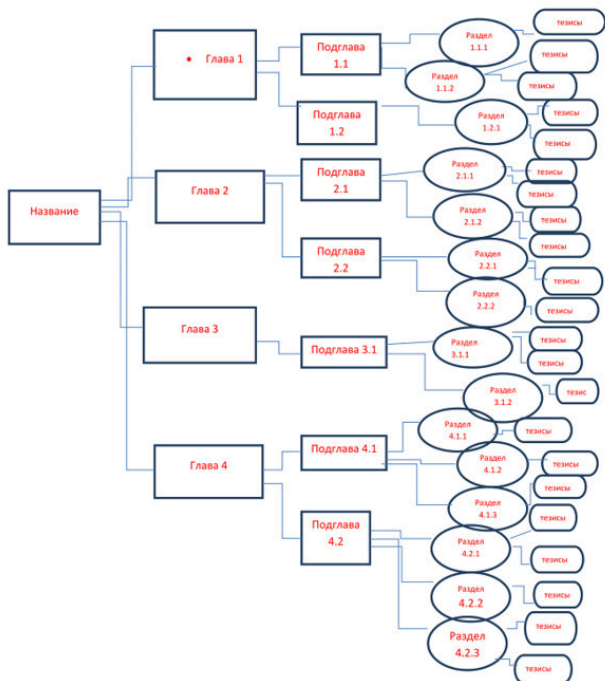 тезисы
Раздел
1.1.1
• Глава 1
Подглава
1.1
тезисы
Раздел
1.1.2
тезисы
Подглава
1.2
Раздел
1.2.1
тезисы
тезисы
Глава 2
Подглава
2.1
Раздел
2.1.1
тезисы
тезисы
Название
Раздел
2.1.2
тезисы
тезисы
Подглава
2.2
Раздел
2.2.1
тезисы
Раздел
2.2.2
тезисы
Глава 3
Подглава 3.1
Раздел
3.1.1
тезисы
тезисы
Раздел
3.1.2
тезис
Глава 4
Подглава 4.1
Раздел
4.1.1
тезисы
Раздел
4.1.2
тезисы
Раздел
4.1.3
тезисы
Подглава
4.2
Раздел
4.2.1
тезисы
тезисы
Раздел
4.2.2
тезисы
Раздел
4.2.3
тезисы
тезисы